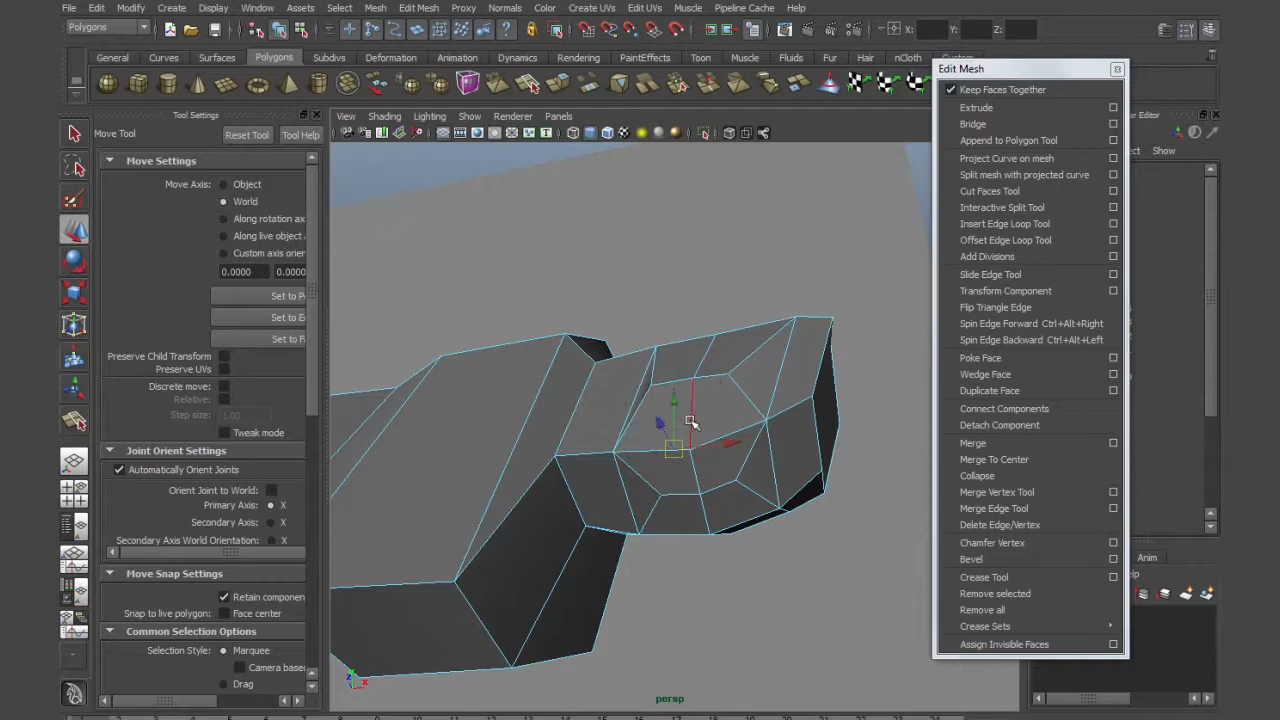 File Edit Modify Create Display Window Assets Select Mesh Edit Mesh Proxy Normals Color Create UVs Edit UVs Muscle Pipeline Cache Help
Polygons
X: Y: Z:
General Curves Surfaces Subdivs Deformation Animation Dynamics Rendering PaintEffects Toon Muscle Fluids Fur Hair nCloth Custom
Polygons
Tool Settings
Move Tool Reset Tool Tool Help
Move Settings
Move Axis: Object
World
Along rotation ax
Along live object
Custom axis orier
0.0000 0.0000
Set to P
Set to E
Set to F
Preserve Child Transform
Preserve UVs
Discrete move:
Relative:
Step size: 1.00
Tweak mode
Joint Orient Settings
Automatically Orient Joints
Orient Joint to World:
Primary Axis: X
Secondary Axis: X
Secondary Axis World Orientation: X
Move Snap Settings
Retain componen
Snap to live polygon: Face center
Common Selection Options
Selection Style: Marquee
Camera based
Drag
View Shading Lighting Show Renderer Panels
persp
z
x
Edit Mesh
Keep Faces Together
Extrude
Bridge
Append to Polygon Tool
Project Curve on mesh
Split mesh with projected curve
Cut Faces Tool
Interactive Split Tool
Insert Edge Loop Tool
Offset Edge Loop Tool
Add Divisions
Slide Edge Tool
Transform Component
Flip Triangle Edge
Spin Edge Forward Ctrl+Alt+Right
Spin Edge Backward Ctrl+Alt+Left
Poke Face
Wedge Face
Duplicate Face
Connect Components
Detach Component
Merge
Merge To Center
Collapse
Merge Vertex Tool
Merge Edge Tool
Delete Edge/Vertex
Chamfer Vertex
Bevel
Crease Tool
Remove selected
Remove all
Crease Sets
Assign Invisible Faces
er Editor
ect Show
Anim
elp